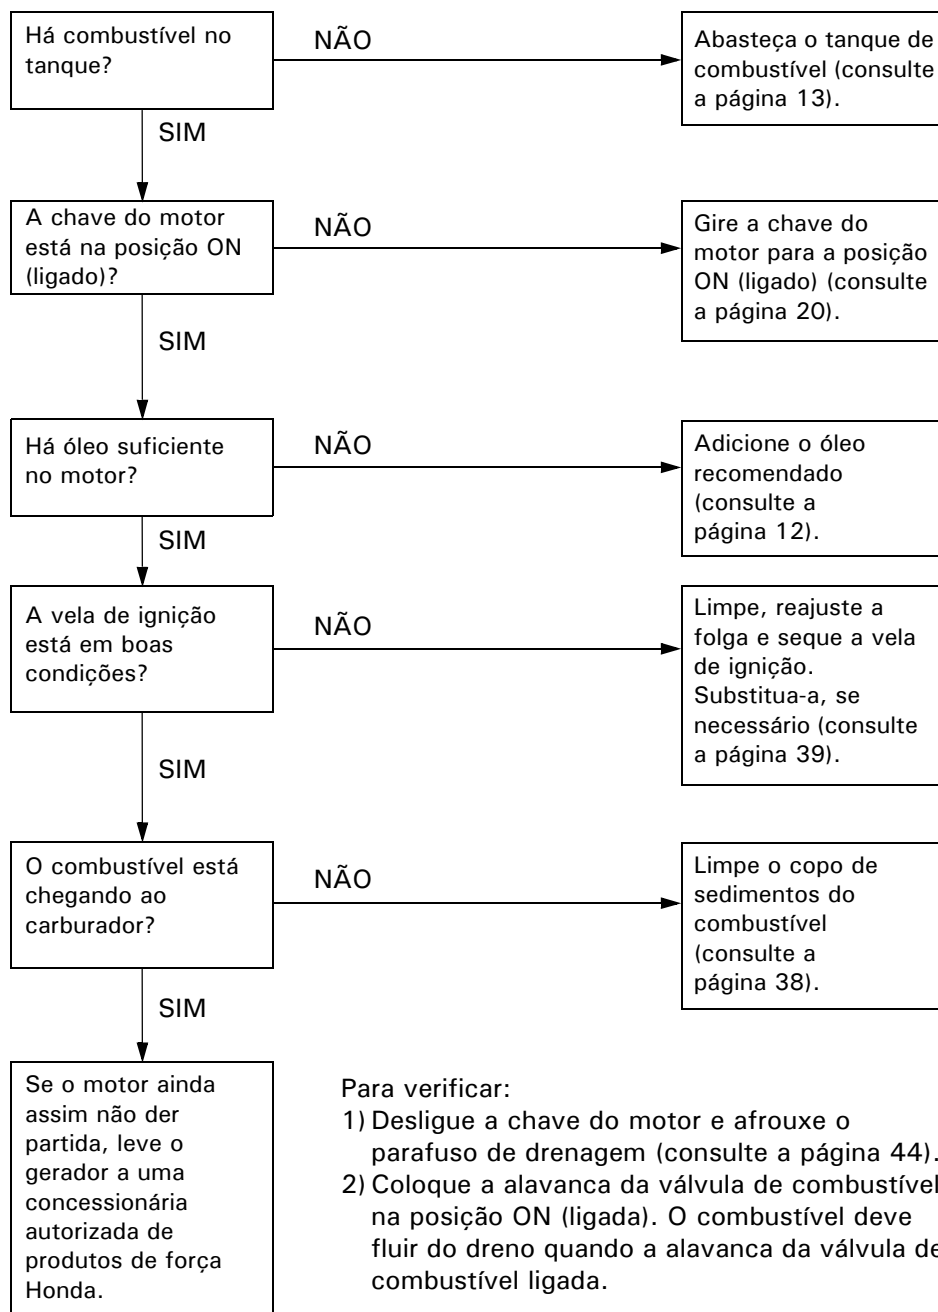 Há combustível no
tanque?
NÃO
Abasteça o tanque de
combustível (consulte
a página 13).
SIM
A chave do motor
está na posição ON
(ligado)?
NÃO
Gire a chave do
motor para a posição
ON (ligado) (consulte
a página 20).
SIM
Há óleo suficiente
no motor?
NÃO
Adicione o óleo
recomendado
(consulte a
página 12).
SIM
A vela de ignição
está em boas
condições?
NÃO
Limpe, reajuste a
folga e seque a vela
de ignição.
Substitua-a, se
necessário (consulte
a página 39).
SIM
O combustível está
chegando ao
carburador?
NÃO
Limpe o copo de
sedimentos do
combustível
(consulte a
página 38).
SIM
Se o motor ainda
assim não der
partida, leve o
gerador a uma
concessionária
autorizada de
produtos de força
Honda.
Para verificar:
1) Desligue a chave do motor e afrouxe o
parafuso de drenagem (consulte a página 44).
2) Coloque a alavanca da válvula de combustível
na posição ON (ligada). O combustível deve
fluir do dreno quando a alavanca da válvula de
combustível ligada.